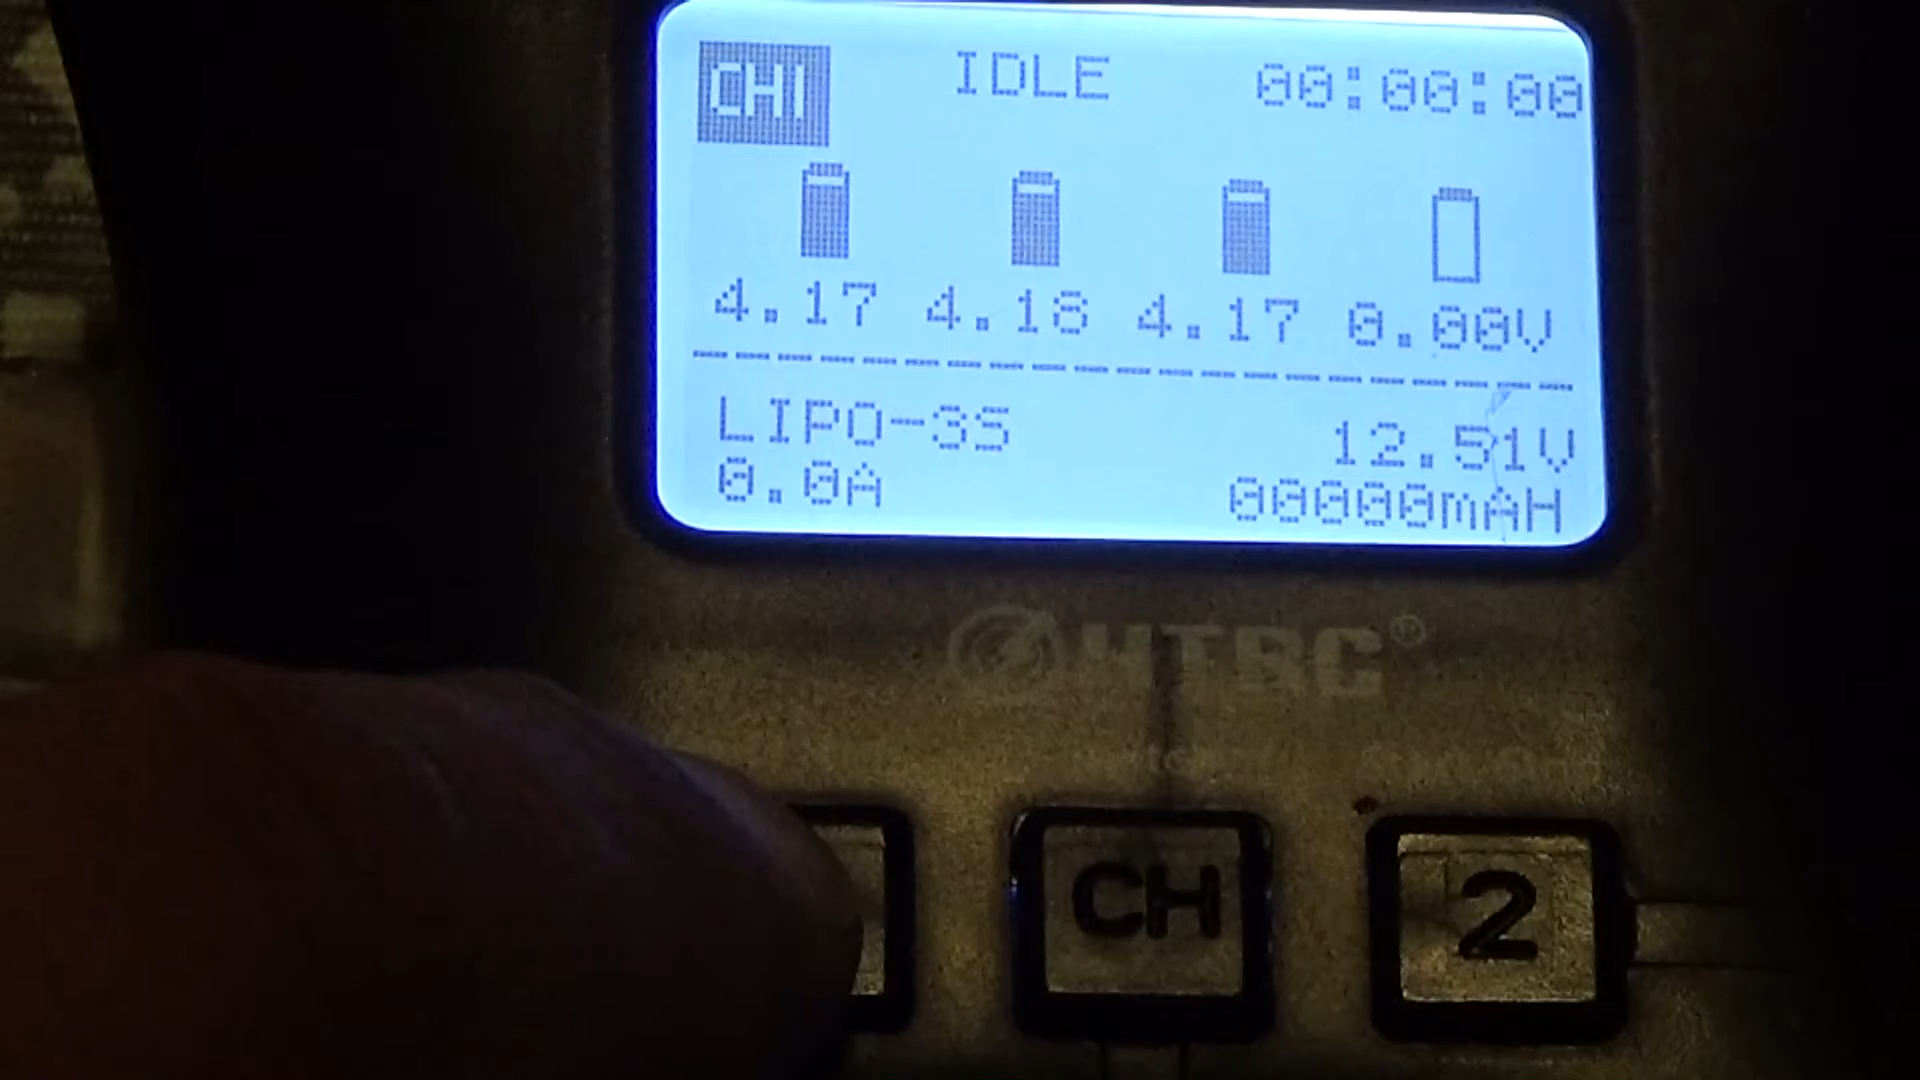 CH1 IDLE 00:00:00
4.17 4.18 4.17 0.00V
LIPO-3S 12.51V
0.0A 00000mAH
HTRC®
CH 2